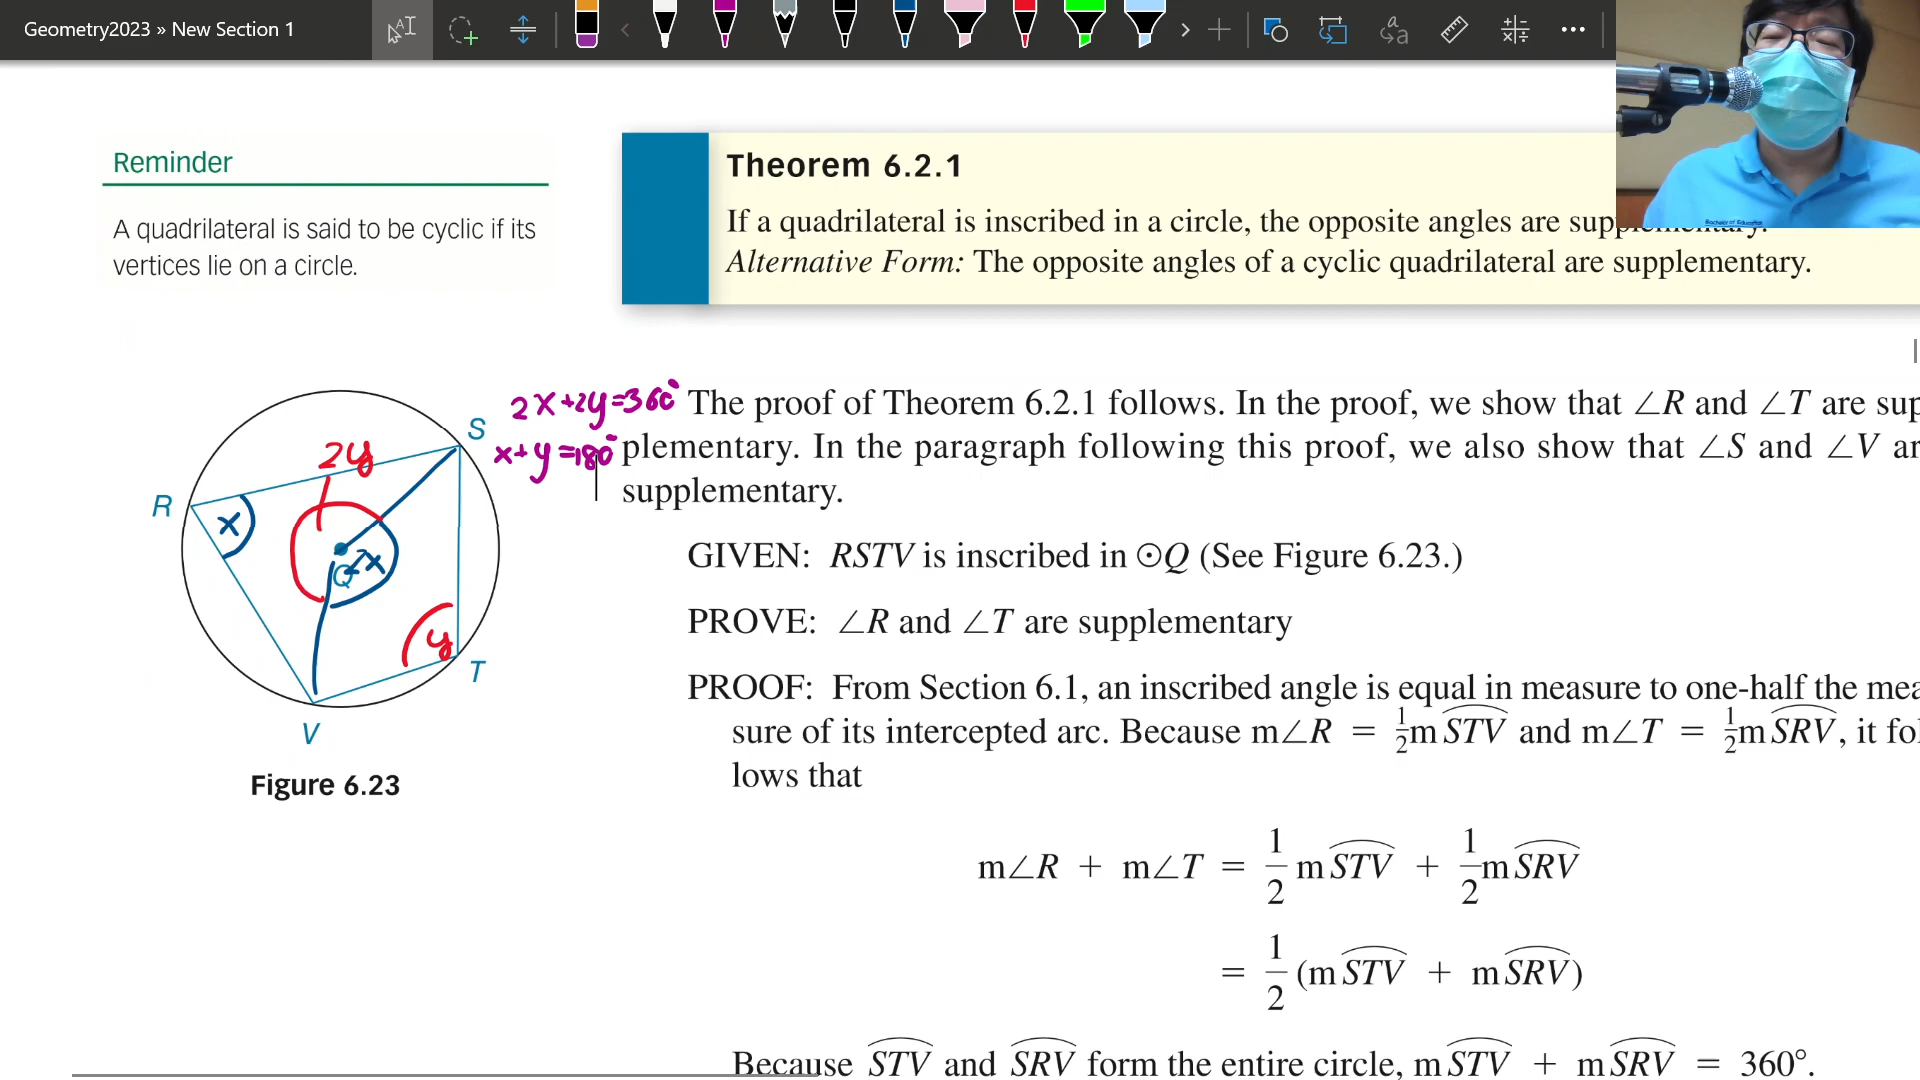 Geometry2023 » New Section 1
Reminder
A quadrilateral is said to be cyclic if its
vertices lie on a circle.
Theorem 6.2.1
If a quadrilateral is inscribed in a circle, the opposite angles are supplementary.
Alternative Form: The opposite angles of a cyclic quadrilateral are supplementary.
2x+2y=360°
x+y=180°
S
2y
R
x
Q
2x
y
T
V
Figure 6.23
The proof of Theorem 6.2.1 follows. In the proof, we show that ∠R and ∠T are sup
plementary. In the paragraph following this proof, we also show that ∠S and ∠V ar
supplementary.
GIVEN: RSTV is inscribed in ⊙Q (See Figure 6.23.)
PROVE: ∠R and ∠T are supplementary
PROOF: From Section 6.1, an inscribed angle is equal in measure to one-half the mea
sure of its intercepted arc. Because m∠R = 1/2 m STV and m∠T = 1/2 m SRV, it fol
lows that
m∠R + m∠T = 1/2 m STV + 1/2 m SRV
= 1/2 (m STV + m SRV)
Because STV and SRV form the entire circle, m STV + m SRV = 360°.